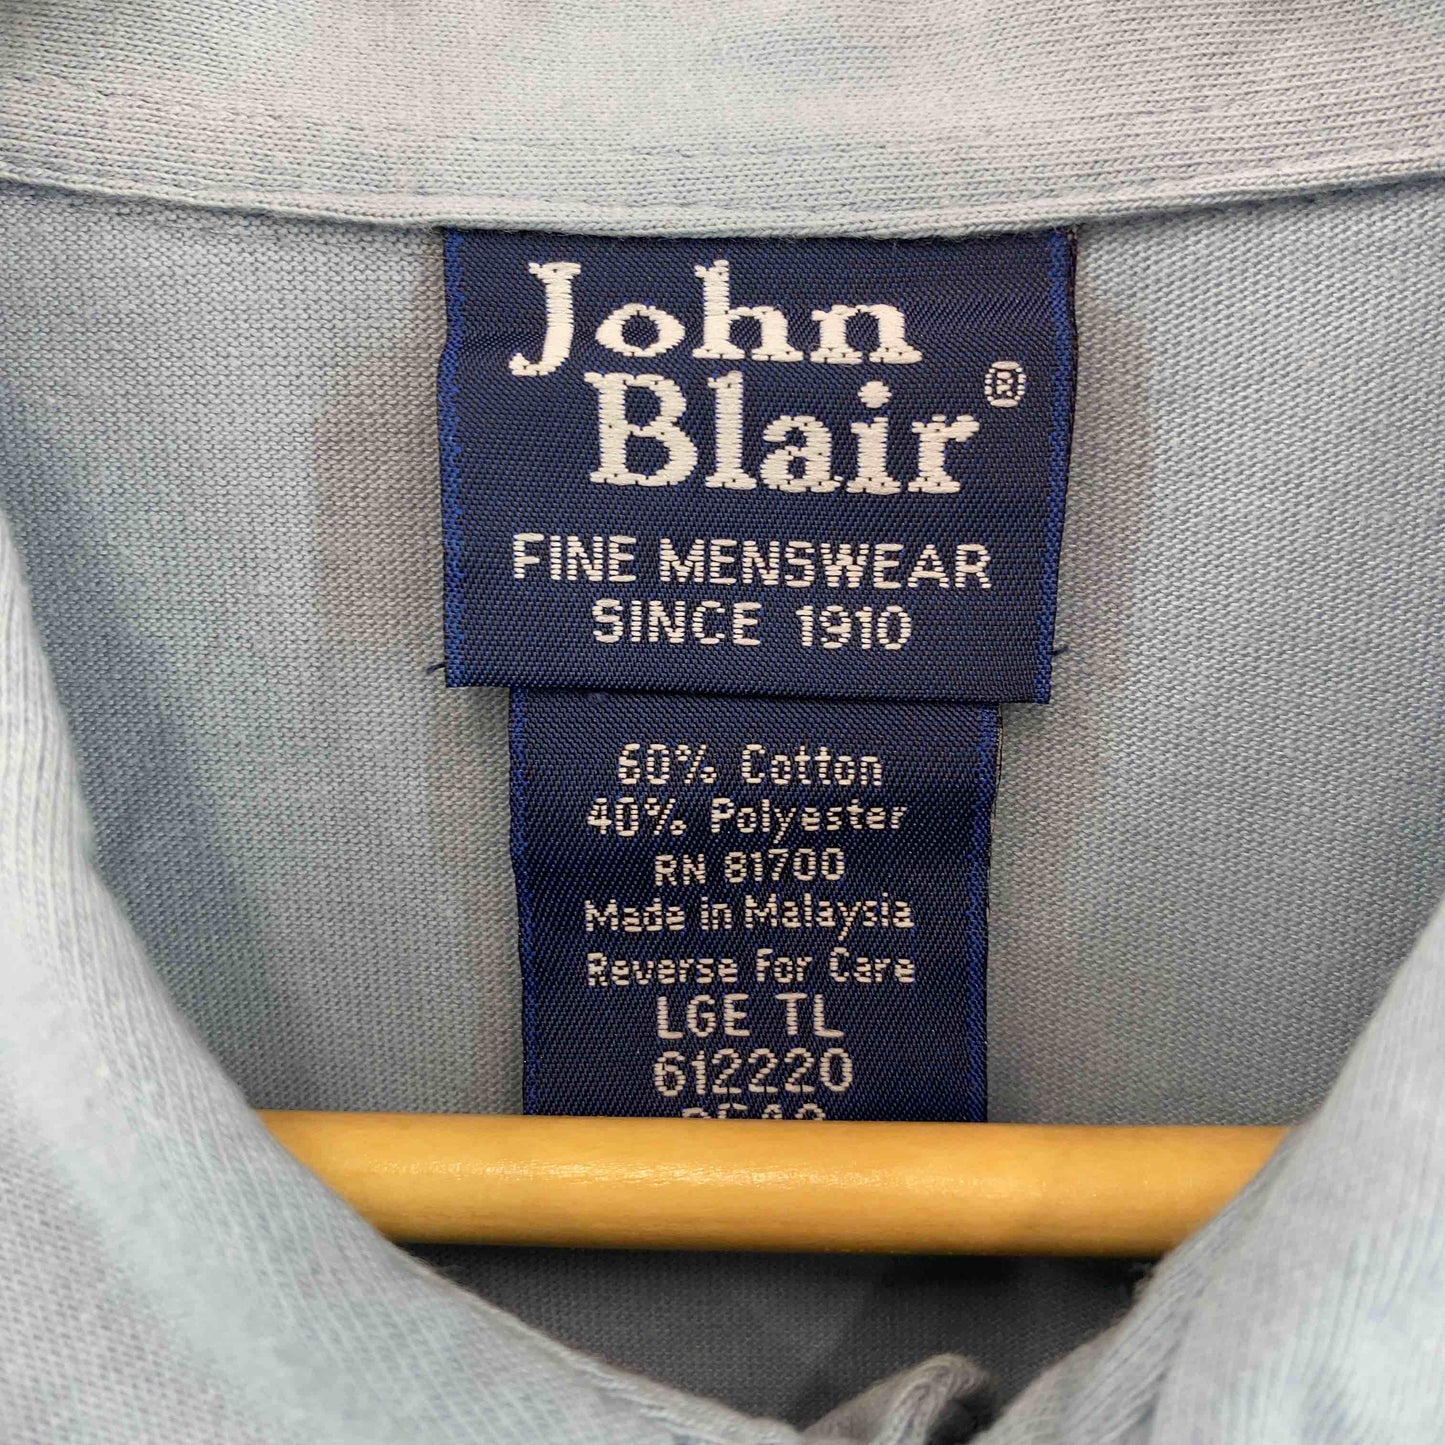 John
Blair®
FINE MENSWEAR
SINCE 1910
60% Cotton
40% Polyester
RN 81700
Made in Malaysia
Reverse For Care
LGE TL
612220